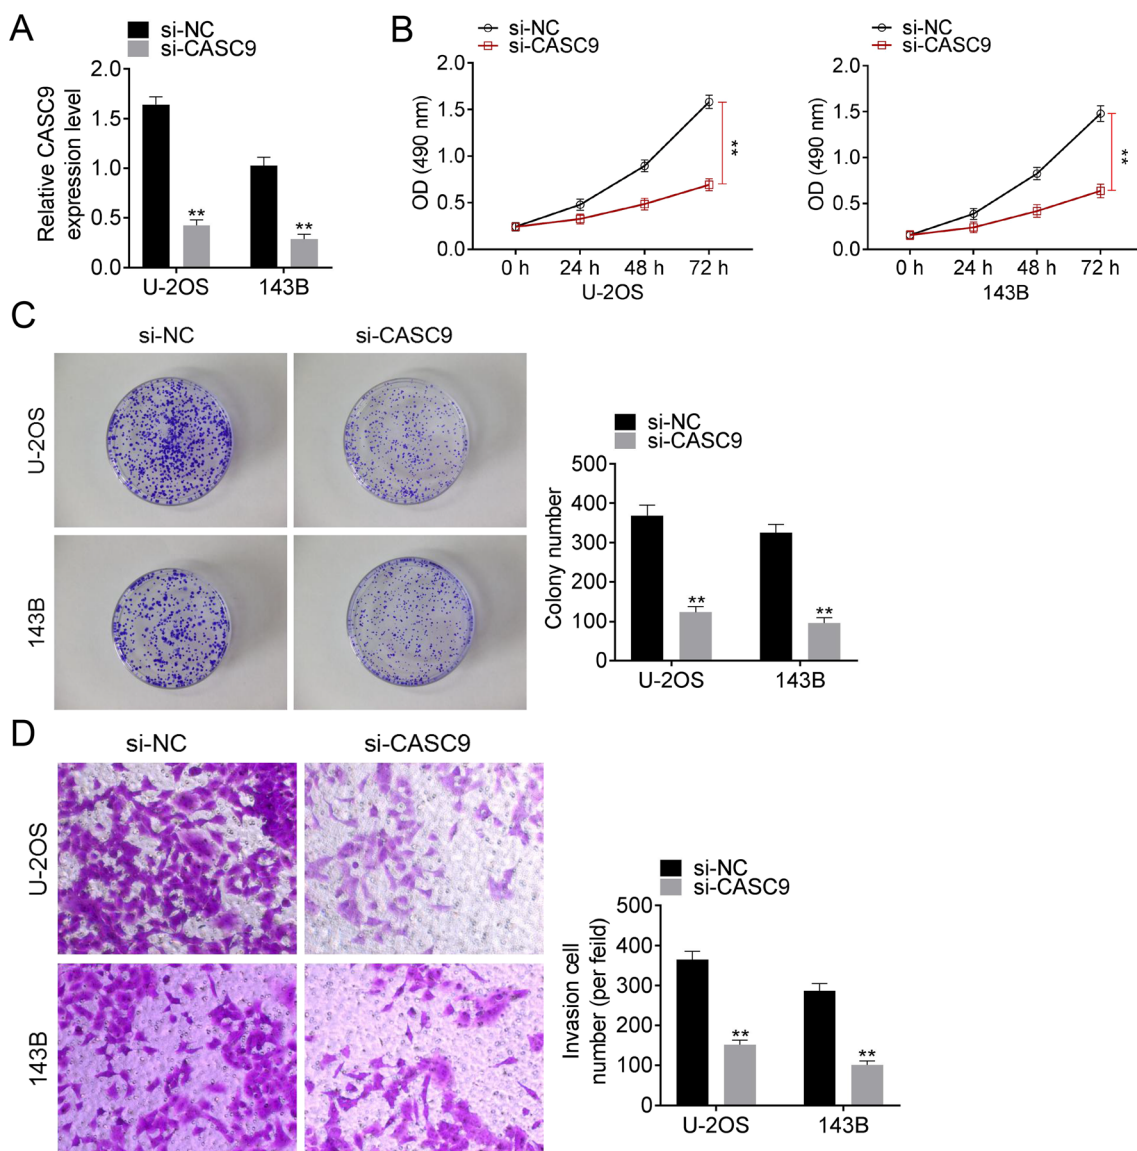 A
si-NC
si-CASC9
Relative CASC9
expression level
2.0
1.5
1.0
0.5
0.0
**
**
U-2OS
143B
B
si-NC
si-CASC9
OD (490 nm)
2.0
1.5
1.0
0.5
0.0
**
0 h
24 h
48 h
72 h
U-2OS
si-NC
si-CASC9
OD (490 nm)
2.0
1.5
1.0
0.5
0.0
**
0 h
24 h
48 h
72 h
143B
C
si-NC
si-CASC9
U-2OS
143B
si-NC
si-CASC9
Colony number
500
400
300
200
100
0
**
**
U-2OS
143B
D
si-NC
si-CASC9
U-2OS
143B
si-NC
si-CASC9
Invasion cell
number (per feild)
500
400
300
200
100
0
**
**
U-2OS
143B